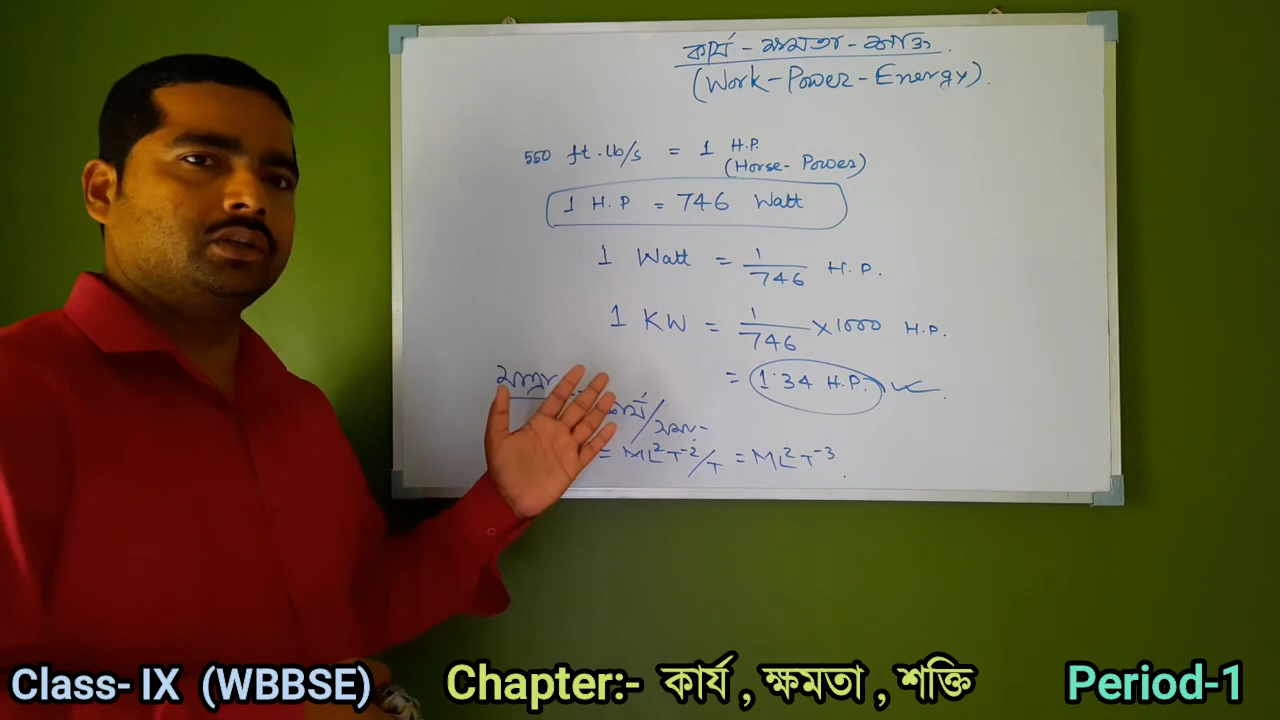 কার্য - ক্ষমতা - শক্তি.
(Work-Power-Energy).
550 ft.lb/s = 1 H.P.
(Horse-Power)
1 H.P = 746 Watt
1 Watt = 1/746 H.P.
1 KW = 1/746 × 1000 H.P.
= 1.34 H.P.
মাত্রা
কার্য/সময়
= ML²T⁻²/T = ML²T⁻³.
Class- IX (WBBSE) Chapter:- কার্য , ক্ষমতা , শক্তি Period-1